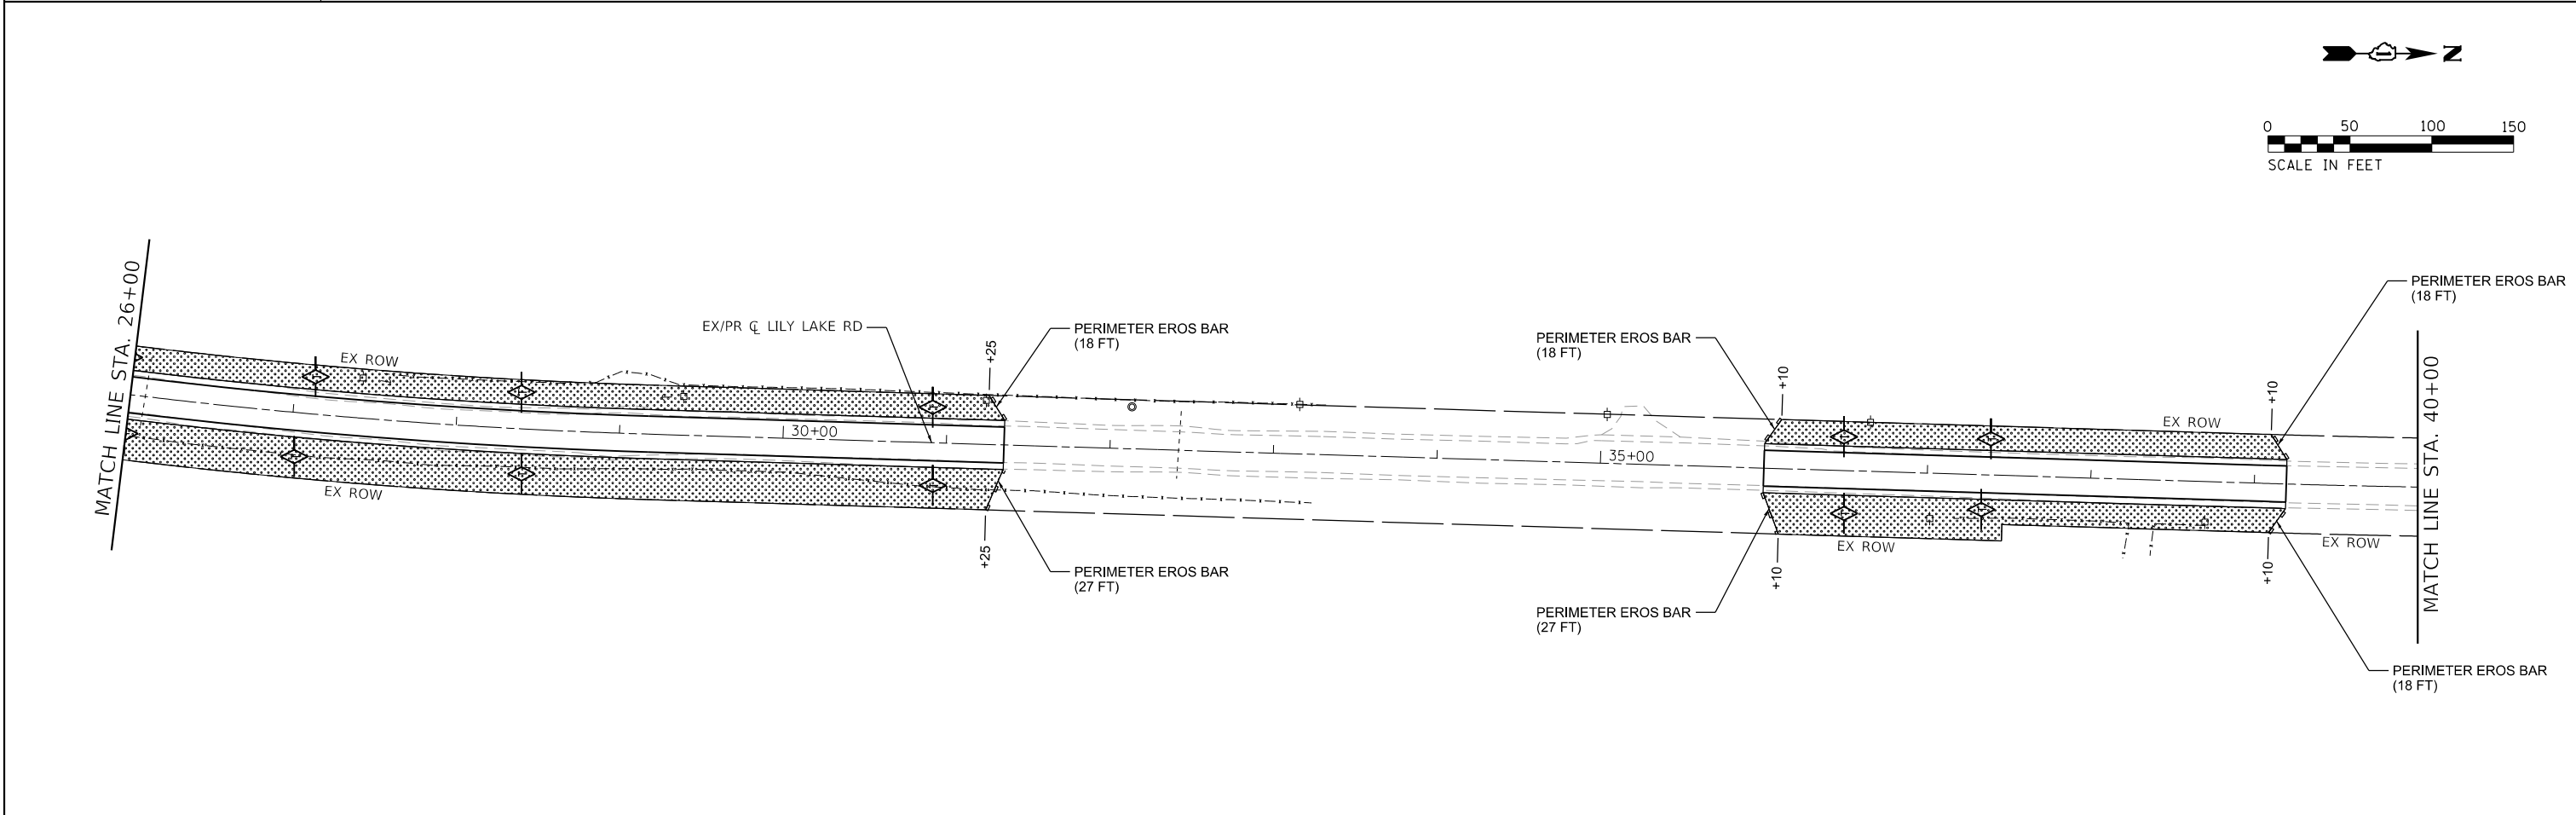 N
0 50 100 150
SCALE IN FEET
MATCH LINE STA. 26+00
EX ROW
EX ROW
EX/PR ℄ LILY LAKE RD
30+00
+25
PERIMETER EROS BAR
(18 FT)
+25
PERIMETER EROS BAR
(27 FT)
PERIMETER EROS BAR
(18 FT)
35+00
+10
PERIMETER EROS BAR
(27 FT)
+10
EX ROW
EX ROW
+10
PERIMETER EROS BAR
(18 FT)
+10
EX ROW
PERIMETER EROS BAR
(18 FT)
MATCH LINE STA. 40+00